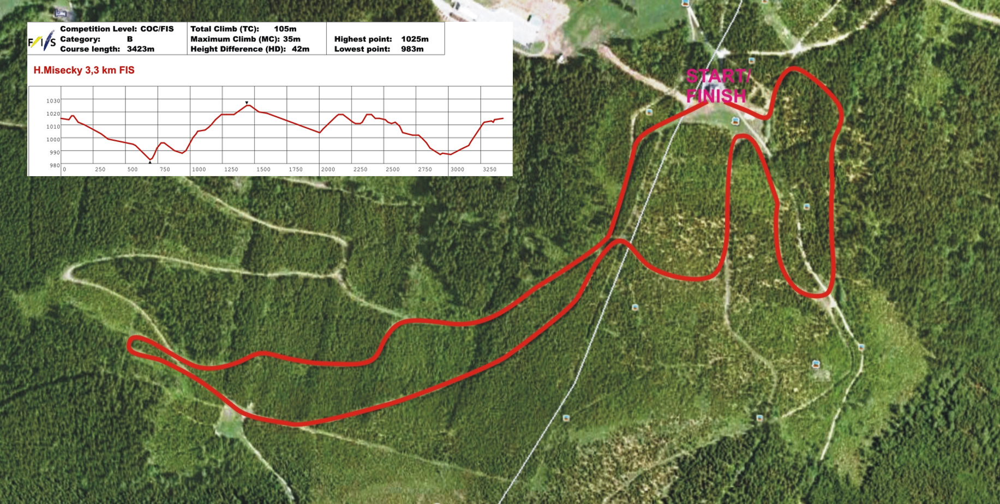 Competition Level: COC/FIS
Category: B
Course length: 3423m
Total Climb (TC): 105m
Maximum Climb (MC): 35m
Height Difference (HD): 42m
Highest point: 1025m
Lowest point: 983m
F/I/S
H.Misecky 3,3 km FIS
1030
1020
1010
1000
990
980
0 250 500 750 1000 1250 1500 1750 2000 2250 2500 2750 3000 3250
START/
FINISH